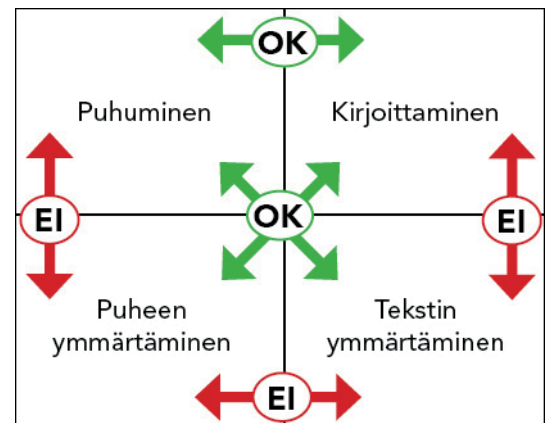 OK
Puhuminen
Kirjoittaminen
EI
OK
EI
Puheen
ymmärtäminen
Tekstin
ymmärtäminen
EI